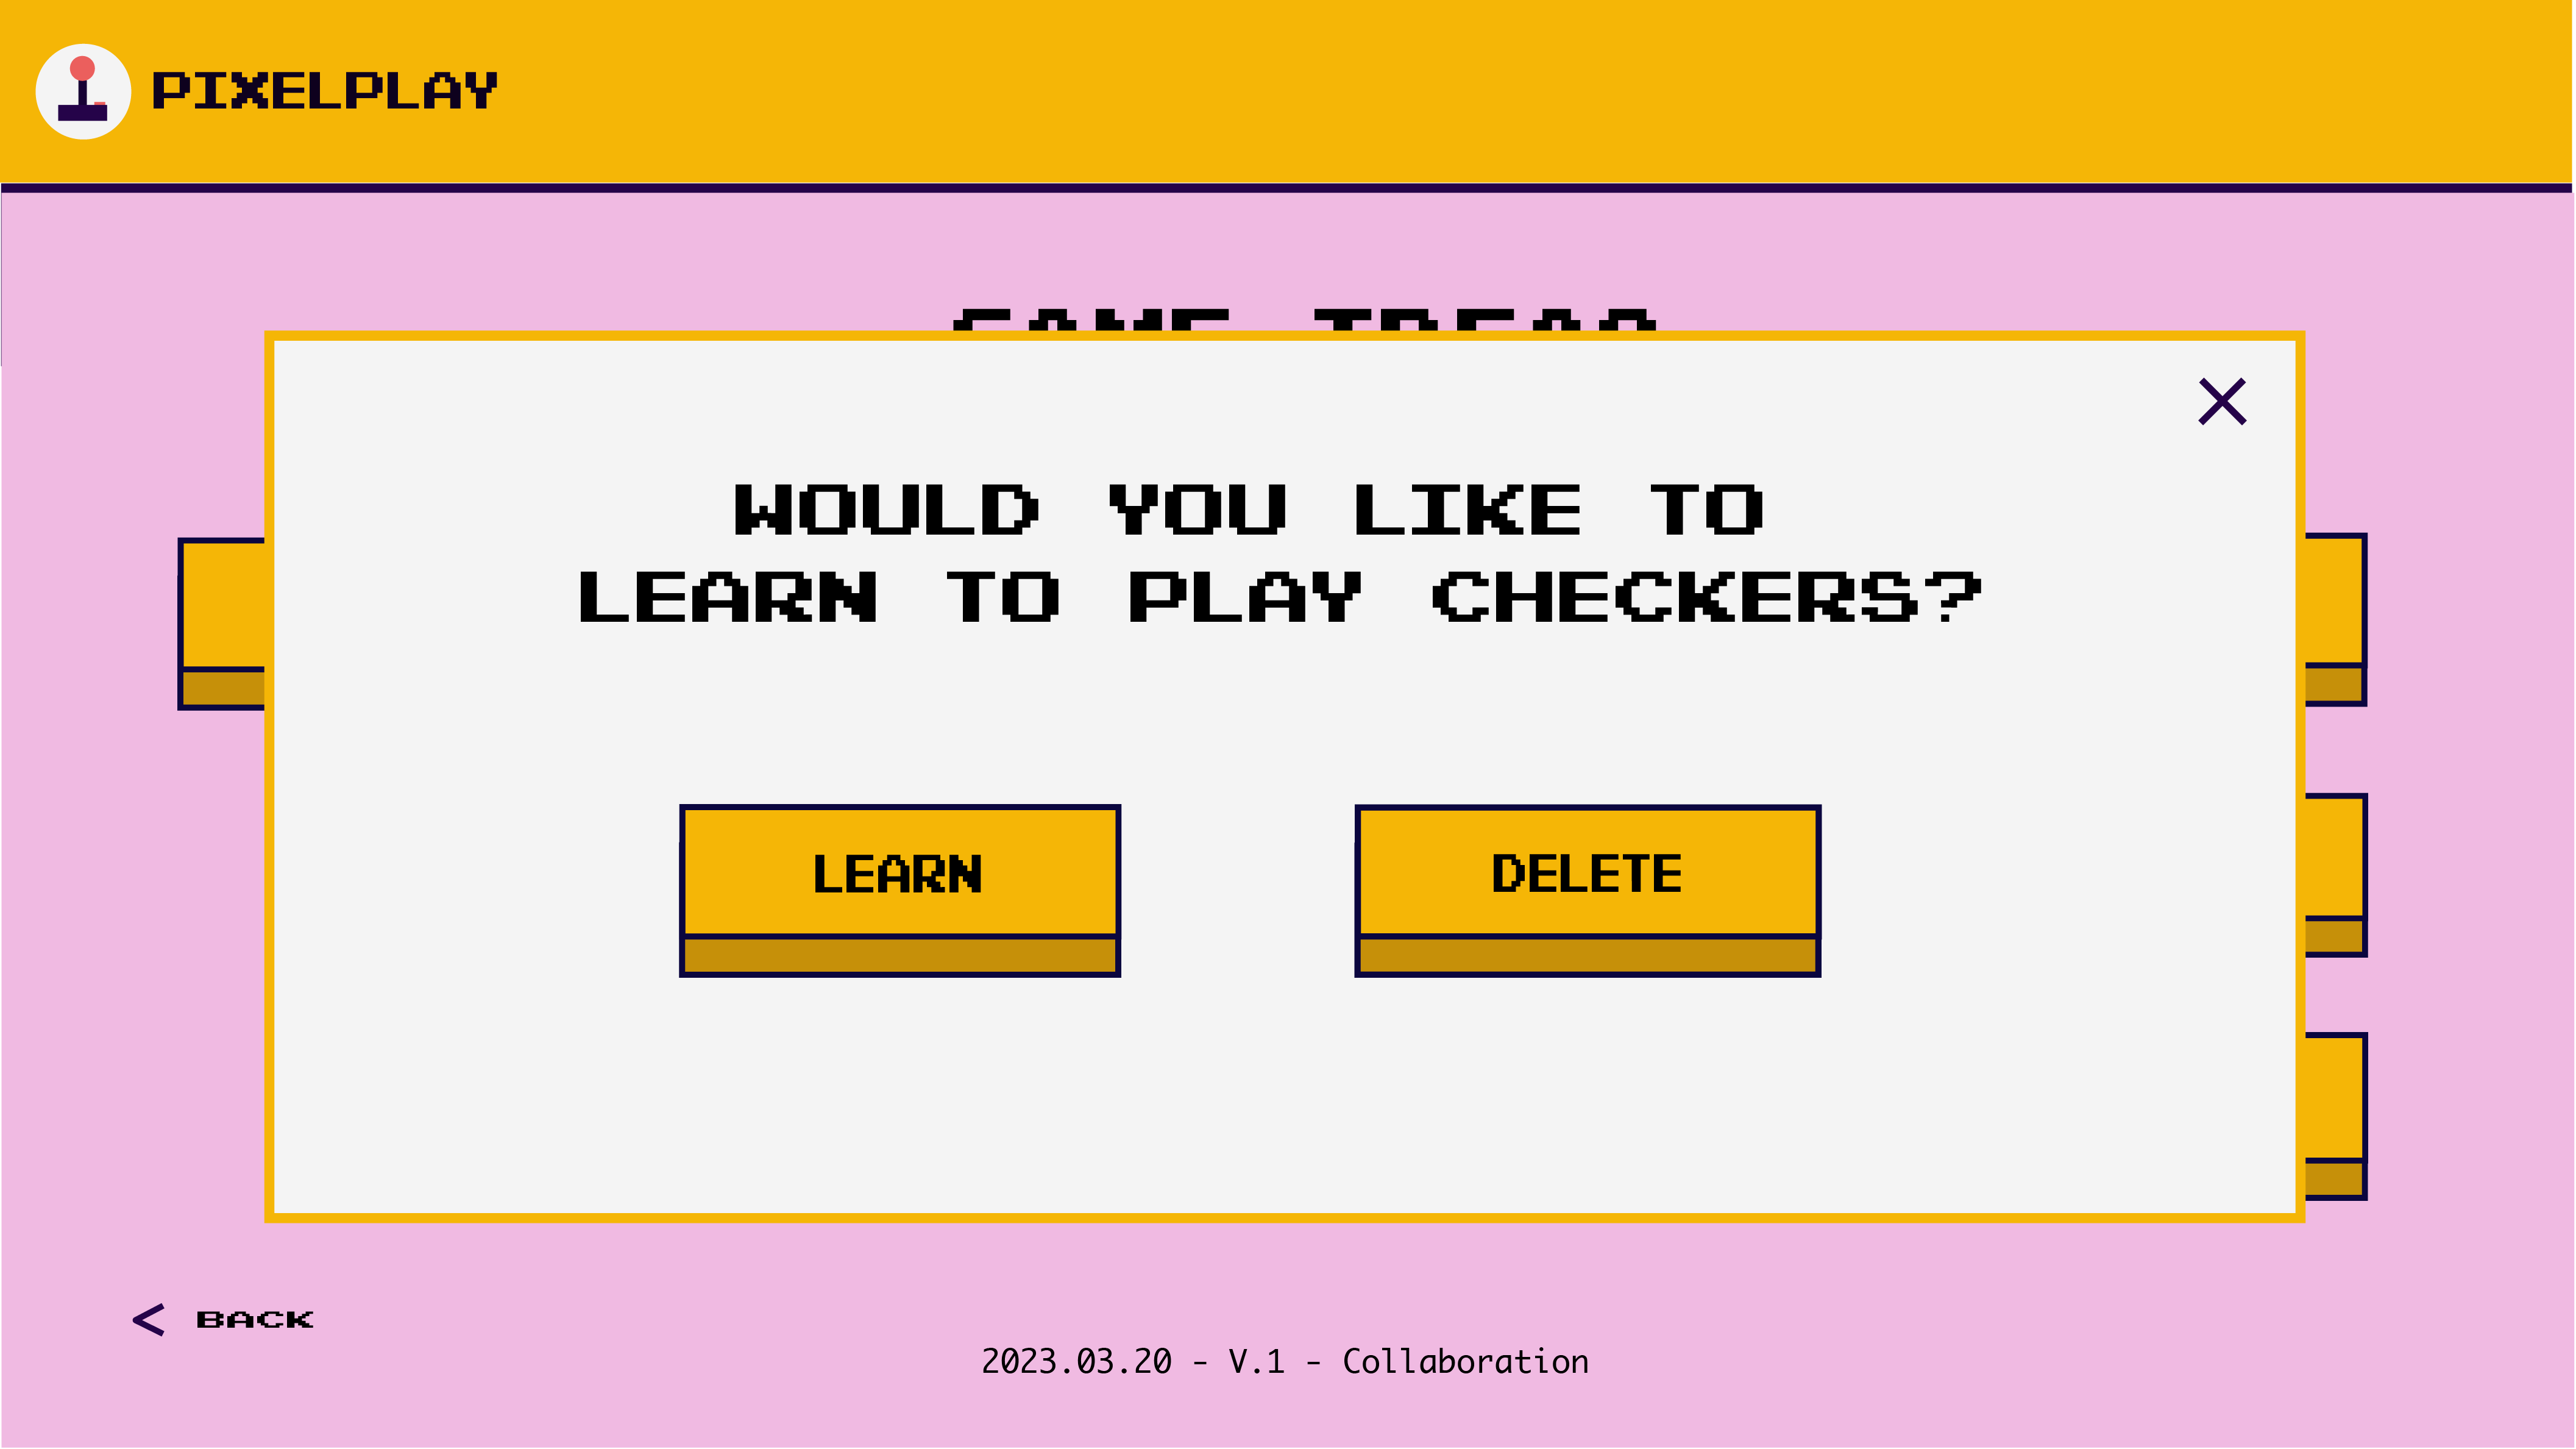 PIXELPLAY
WOULD YOU LIKE TO
LEARN TO PLAY CHECKERS?
LEARN
DELETE
BACK
2023.03.20 - V.1 - Collaboration